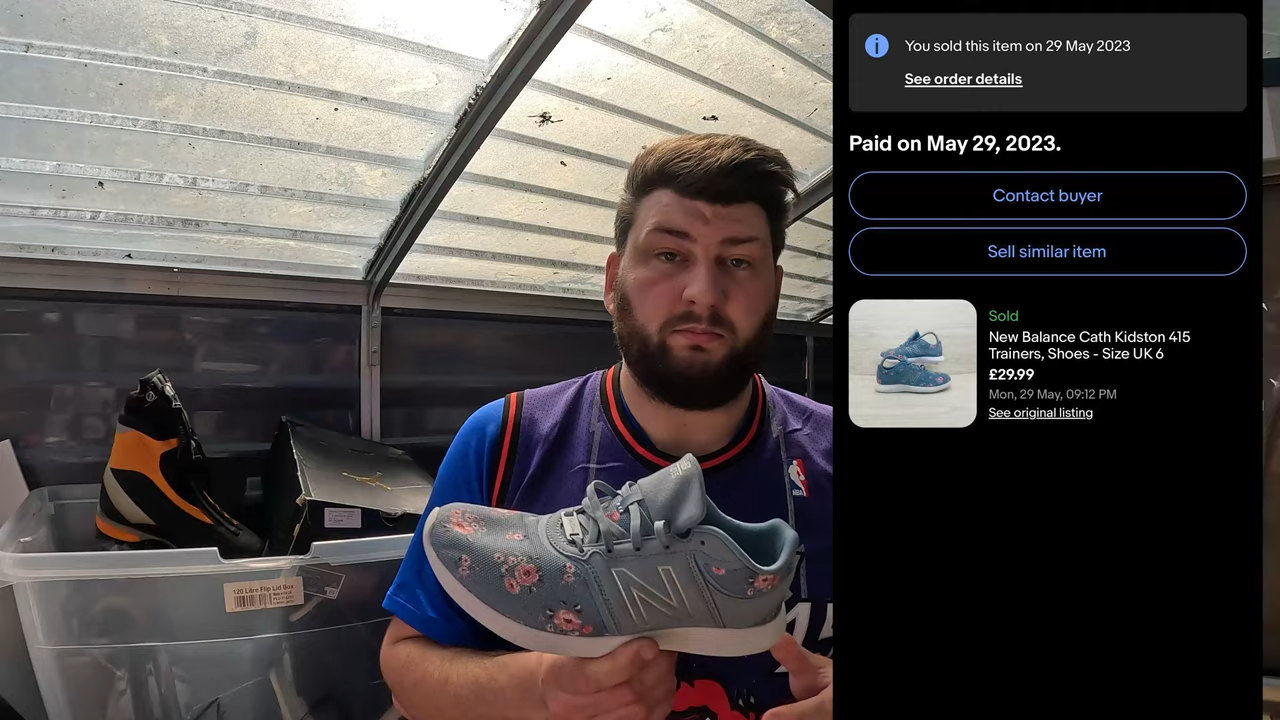 You sold this item on 29 May 2023
See order details
Paid on May 29, 2023.
Contact buyer
Sell similar item
Sold
New Balance Cath Kidston 415
Trainers, Shoes - Size UK 6
£29.99
Mon, 29 May, 09:12 PM
See original listing
120 Litre Flip Lid Box
N
NBA
15